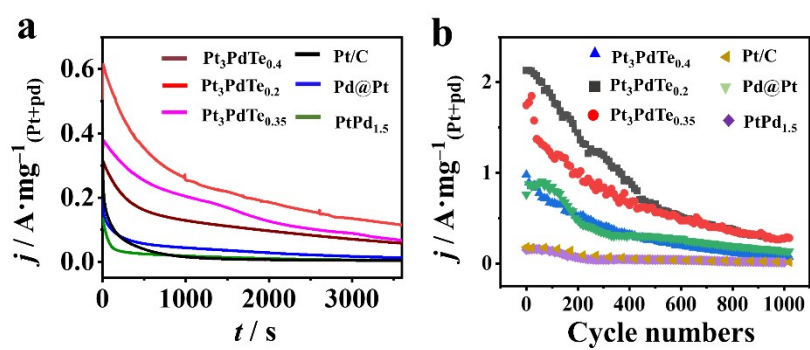 a
j / A·mg⁻¹(Pt+pd)
0.6
0.4
0.2
0.0
Pt₃PdTe₀.₄
Pt/C
Pt₃PdTe₀.₂
Pd@Pt
Pt₃PdTe₀.₃₅
PtPd₁.₅
0 1000 2000 3000
t / s
b
j / A·mg⁻¹(Pt+pd)
2
1
0
Pt₃PdTe₀.₄
Pt/C
Pt₃PdTe₀.₂
Pd@Pt
Pt₃PdTe₀.₃₅
PtPd₁.₅
0 200 400 600 800 1000
Cycle numbers